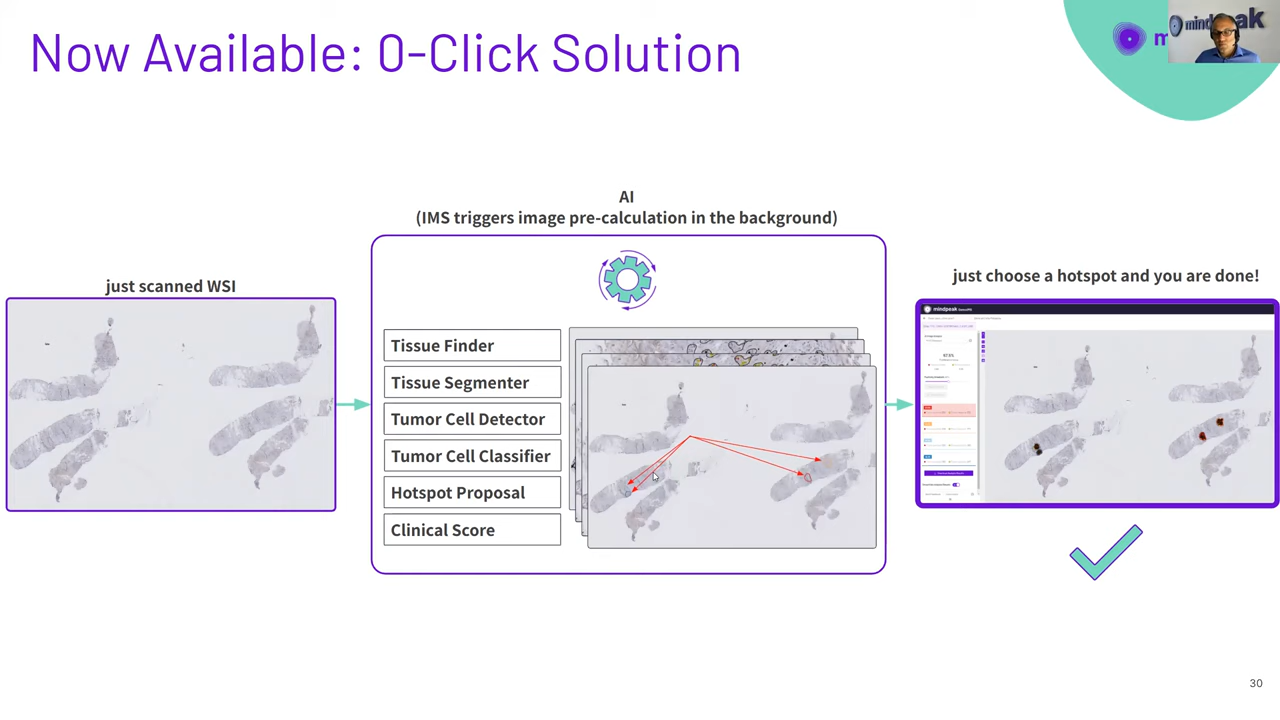 Now Available: 0-Click Solution
mindpeak
AI
(IMS triggers image pre-calculation in the background)
just scanned WSI
just choose a hotspot and you are done!
Tissue Finder
Tissue Segmenter
Tumor Cell Detector
Tumor Cell Classifier
Hotspot Proposal
Clinical Score
mindpeak
30